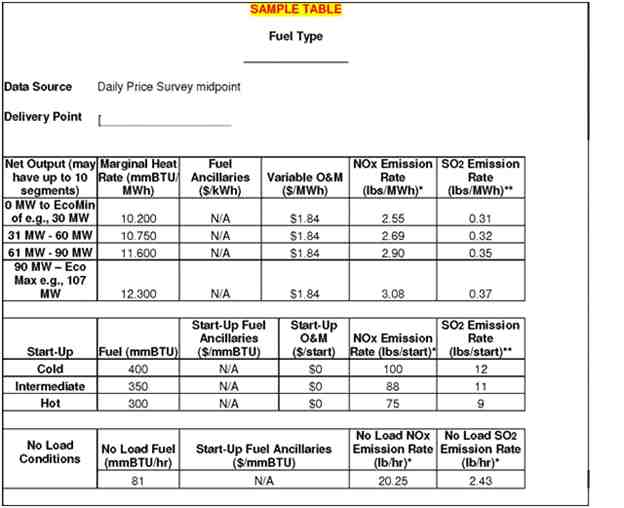 SAMPLE TABLE
Fuel Type
Data Source Daily Price Survey midpoint
Delivery Point [
Net Output (may have up to 10 segments) Marginal Heat Rate (mmBTU/MWh) Fuel Ancillaries ($/kWh) Variable O&M ($/MWh) NOx Emission Rate (lbs/MWh)* SO2 Emission Rate (lbs/MWh)**
0 MW to EcoMin of e.g., 30 MW 10.200 N/A $1.84 2.55 0.31
31 MW - 60 MW 10.750 N/A $1.84 2.69 0.32
61 MW - 90 MW 11.600 N/A $1.84 2.90 0.35
90 MW – Eco Max e.g., 107 MW 12.300 N/A $1.84 3.08 0.37
Start-Up Fuel (mmBTU) Start-Up Fuel Ancillaries ($/mmBTU) Start-Up O&M ($/start) NOx Emission Rate (lbs/start)* SO2 Emission Rate (lbs/start)**
Cold 400 N/A $0 100 12
Intermediate 350 N/A $0 88 11
Hot 300 N/A $0 75 9
No Load Conditions No Load Fuel (mmBTU/hr) Start-Up Fuel Ancillaries ($/mmBTU) No Load NOx Emission Rate (lb/hr)* No Load SO2 Emission Rate (lb/hr)*
81 N/A 20.25 2.43